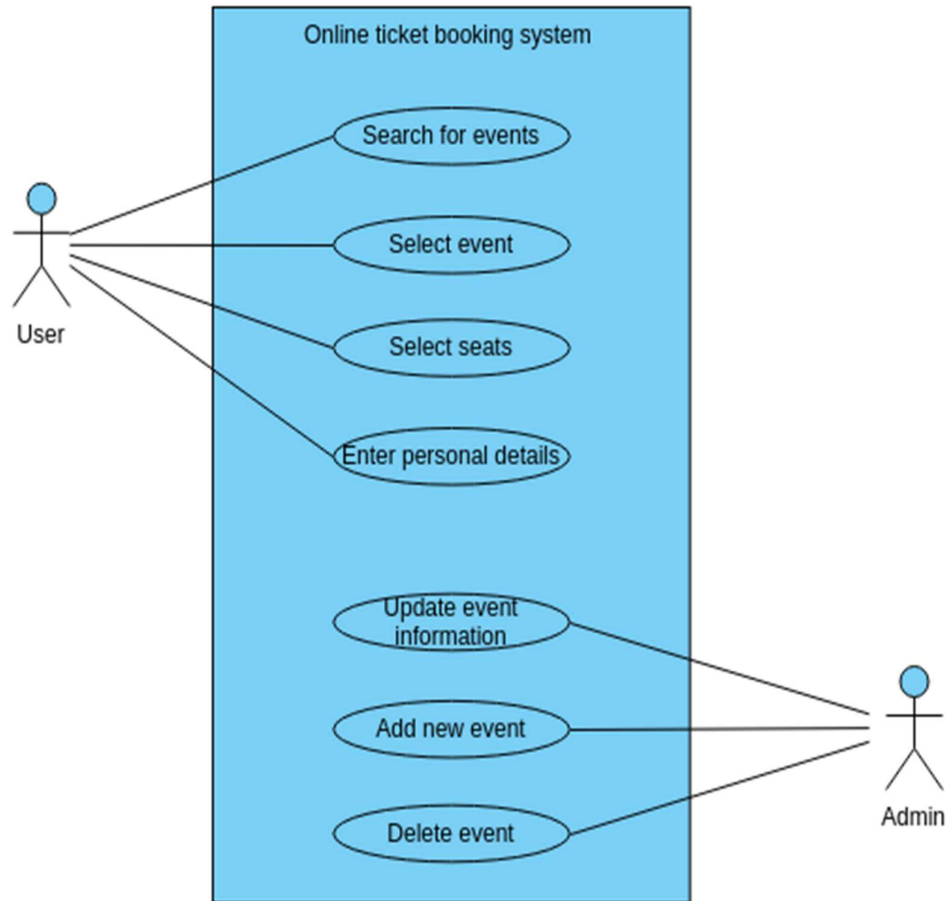 Online ticket booking system
Search for events
Select event
User
Select seats
Enter personal details
Update event
information
Add new event
Admin
Delete event